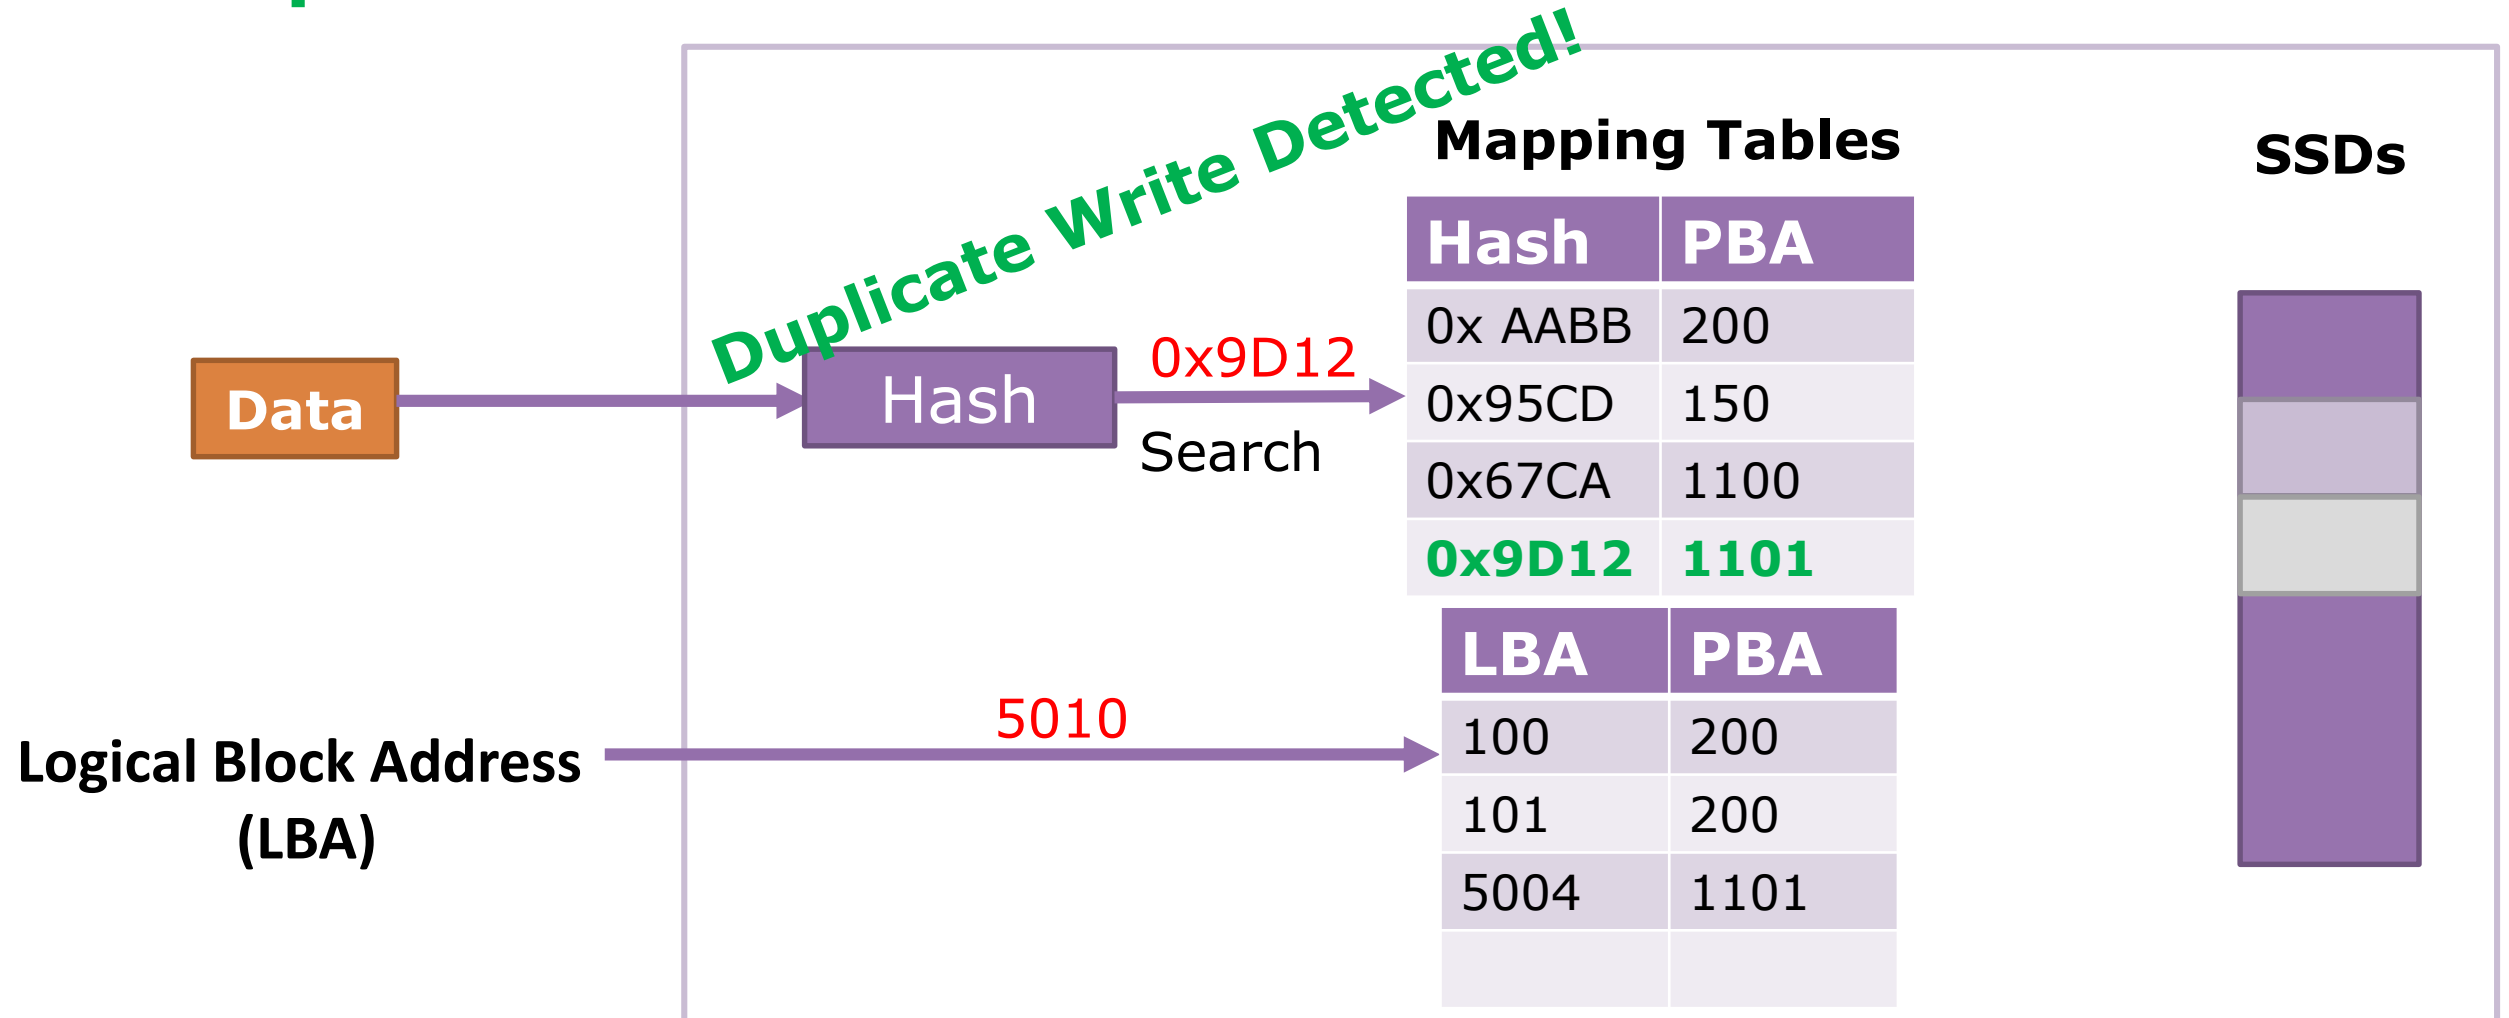 Duplicate Write Detected!
Mapping Tables
SSDs
Hash PBA
0x AABB 200
0x95CD 150
0x67CA 1100
0x9D12 1101
Data
Hash
0x9D12
Search
LBA PBA
100 200
101 200
5004 1101
5010
Logical Block Address
(LBA)